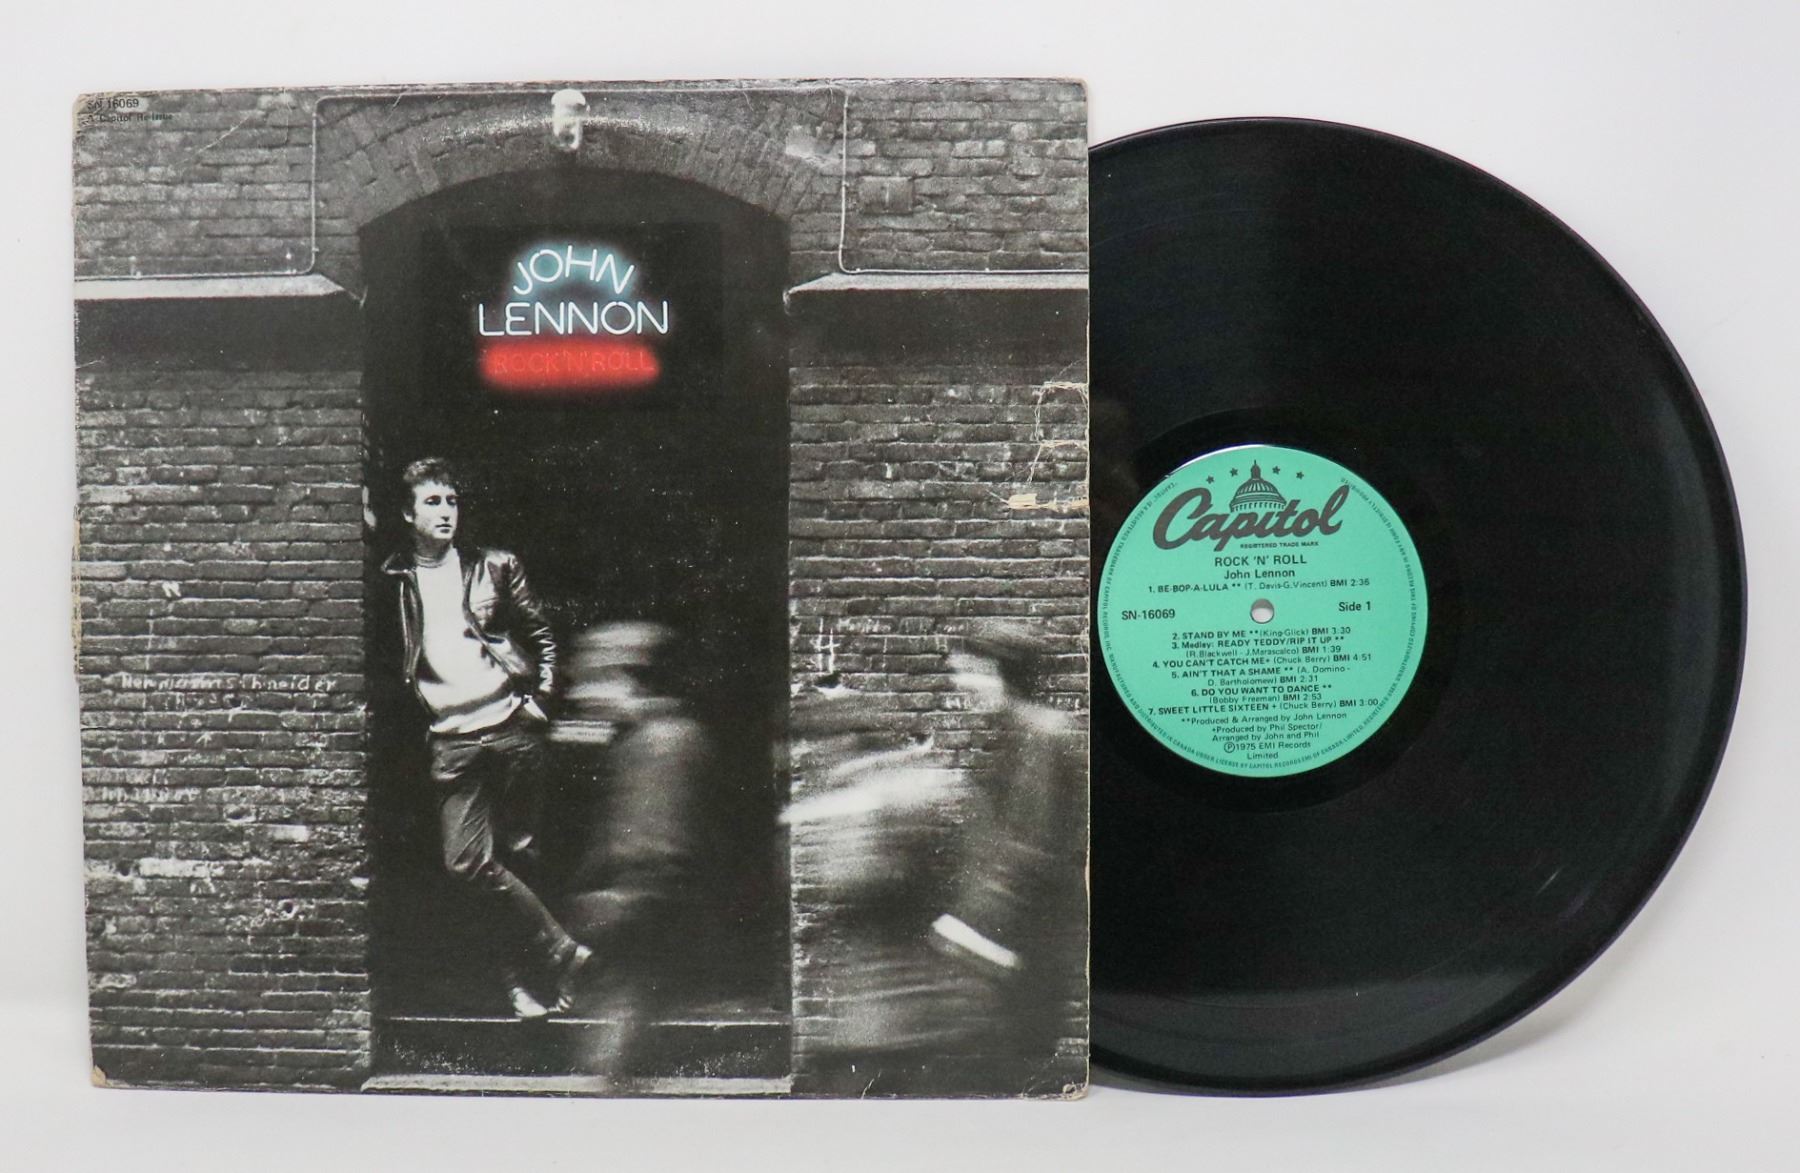 SN 16069
A Capitol Re-Issue
JOHN
LENNON
ROCK'N'ROLL
Capitol
REGISTERED TRADE MARK
ROCK 'N' ROLL
John Lennon
1. BE-BOP-A-LULA ** (T. Davis-G. Vincent) BMI 2:36
SN-16069
Side 1
2. STAND BY ME ** (King-Glick) BMI 3:30
3. Medley: READY TEDDY/RIP IT UP **
(R. Blackwell - J. Marascalco) BMI 1:39
4. YOU CAN'T CATCH ME+ (Chuck Berry) BMI 4:51
5. AIN'T THAT A SHAME ** (A. Domino -
D. Bartholomew) BMI 2:31
6. DO YOU WANT TO DANCE **
(Bobby Freeman) BMI 2:53
7. SWEET LITTLE SIXTEEN + (Chuck Berry) BMI 3:00
**Produced & Arranged by John Lennon
+Produced by Phil Spector/
Arranged by John and Phil
Ⓟ1975 EMI Records
Limited